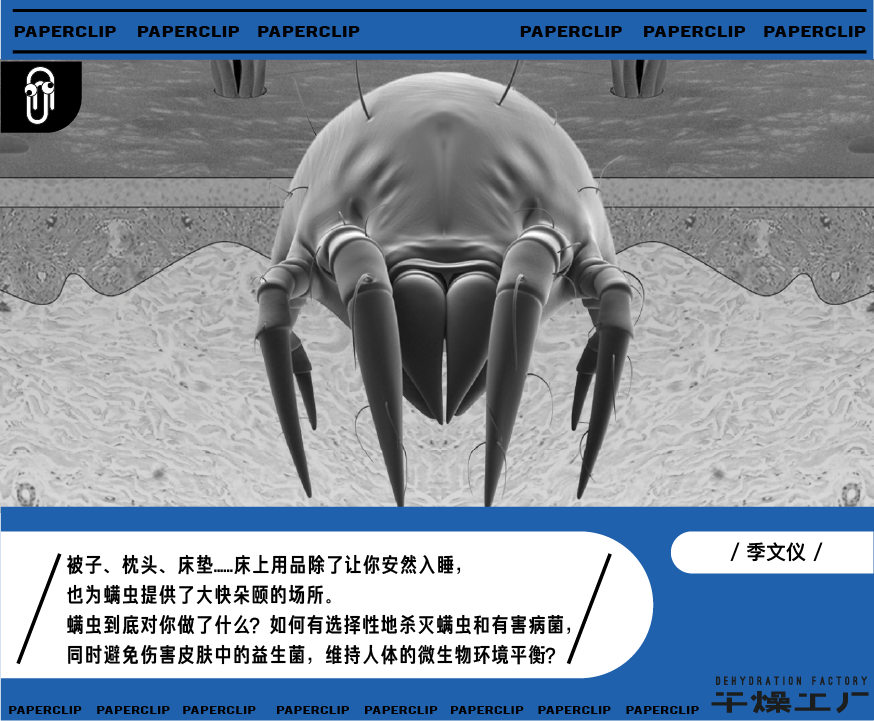 PAPERCLIP PAPERCLIP PAPERCLIP PAPERCLIP PAPERCLIP PAPERCLIP
被子、枕头、床垫……床上用品除了让你安然入睡，
也为螨虫提供了大快朵颐的场所。
螨虫到底对你做了什么？如何有选择性地杀灭螨虫和有害病菌，
同时避免伤害皮肤中的益生菌，维持人体的微生物环境平衡？
/ 季文仪 /
DEHYDRATION FACTORY
干燥工厂
PAPERCLIP PAPERCLIP PAPERCLIP PAPERCLIP PAPERCLIP PAPERCLIP PAPERCLIP PAPERCLIP